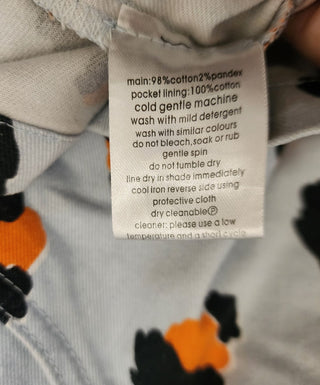 main:98%cotton2%pandex
pocket lining:100%cotton
cold gentle machine
wash with mild detergent
wash with similar colours
do not bleach,soak or rub
gentle spin
do not tumble dry
line dry in shade immediately
cool iron reverse side using
protective cloth
dry cleanableⓅ
cleaner: please use a low
temperature and a short cycle